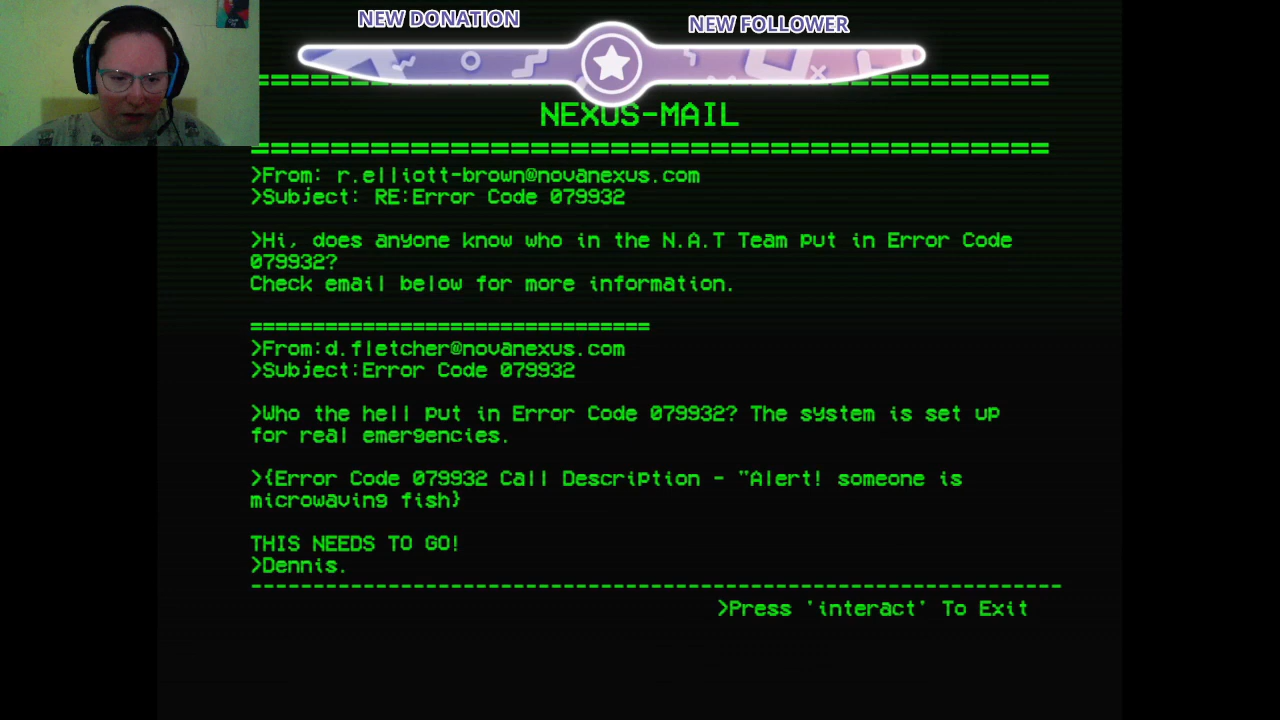 NEW DONATION
NEW FOLLOWER
==========================================
NEXUS-MAIL
==========================================
>From: r.elliott-brown@novanexus.com
>Subject: RE:Error Code 079932
>Hi, does anyone know who in the N.A.T Team put in Error Code
079932?
Check email below for more information.
================================
>From:d.fletcher@novanexus.com
>Subject:Error Code 079932
>Who the hell put in Error Code 079932? The system is set up
for real emergencies.
>{Error Code 079932 Call Description - "Alert! someone is
microwaving fish}
THIS NEEDS TO GO!
>Dennis.
-----------------------------------------------------------------
>Press 'interact' To Exit